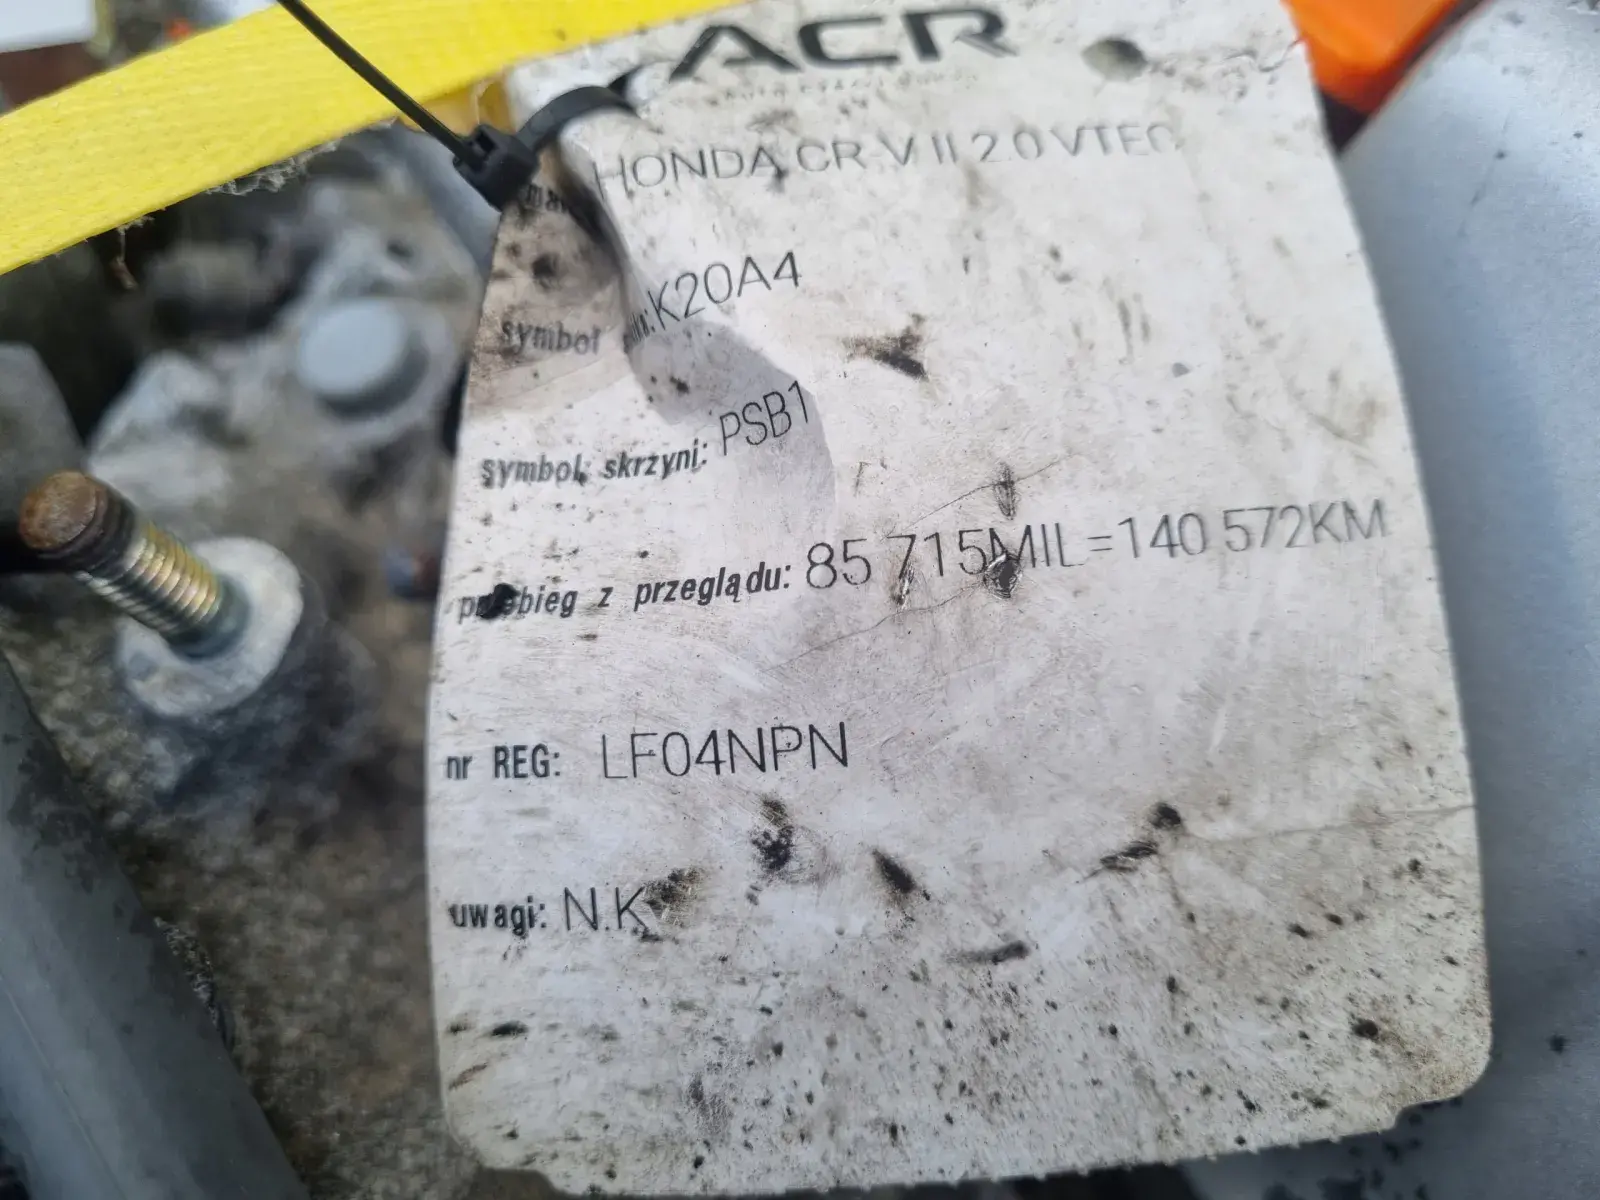 ACR
HONDA CR-V II 2.0 VTEC
symbol K20A4
symbol skrzyni: PSB1
przebieg z przeglądu: 85 715MIL=140 572KM
nr REG: LF04NPN
uwagi: N.K